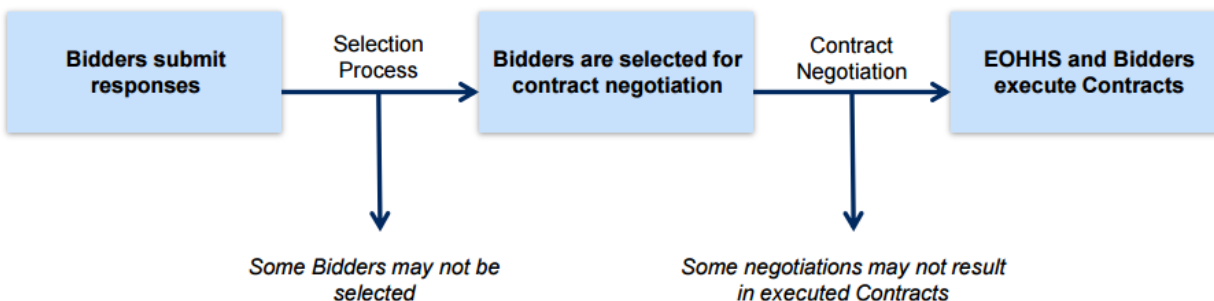 Bidders submit
responses
Selection
Process
Bidders are selected for
contract negotiation
Contract
Negotiation
EOHHS and Bidders
execute Contracts
Some Bidders may not be
selected
Some negotiations may not result
in executed Contracts